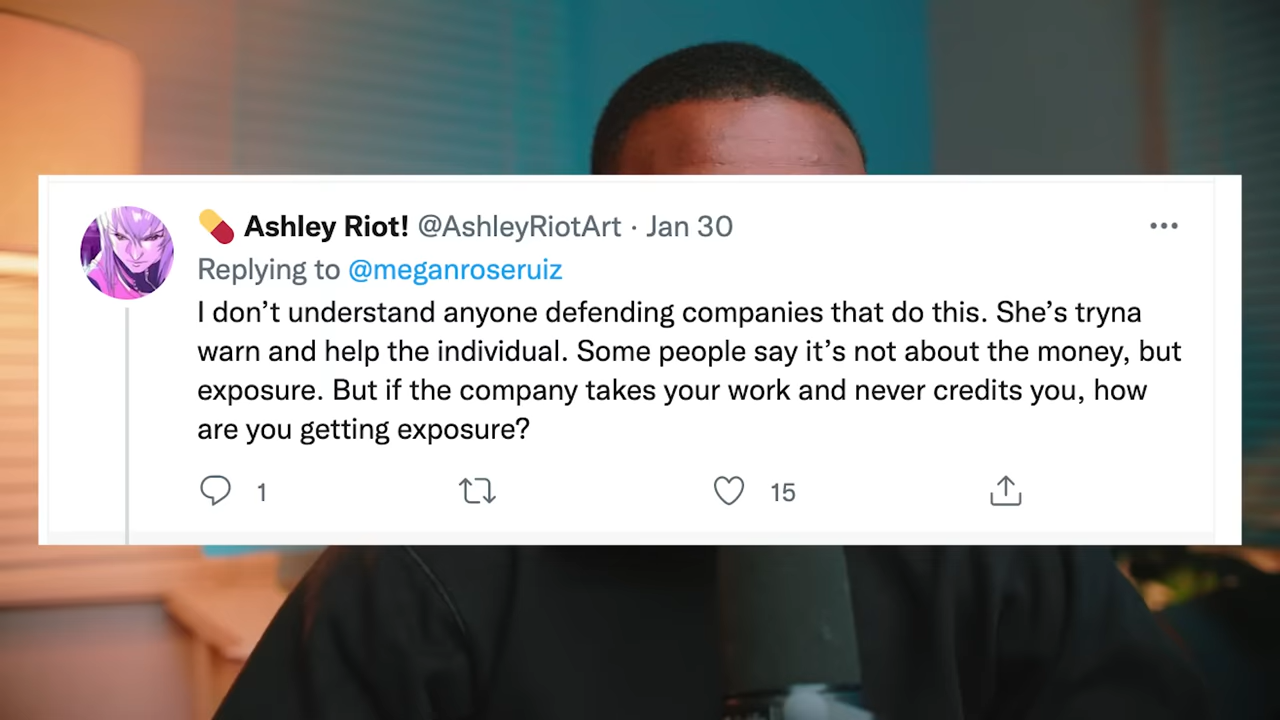 Ashley Riot! @AshleyRiotArt · Jan 30
Replying to @meganroseruiz
I don’t understand anyone defending companies that do this. She’s tryna
warn and help the individual. Some people say it’s not about the money, but
exposure. But if the company takes your work and never credits you, how
are you getting exposure?
1 15